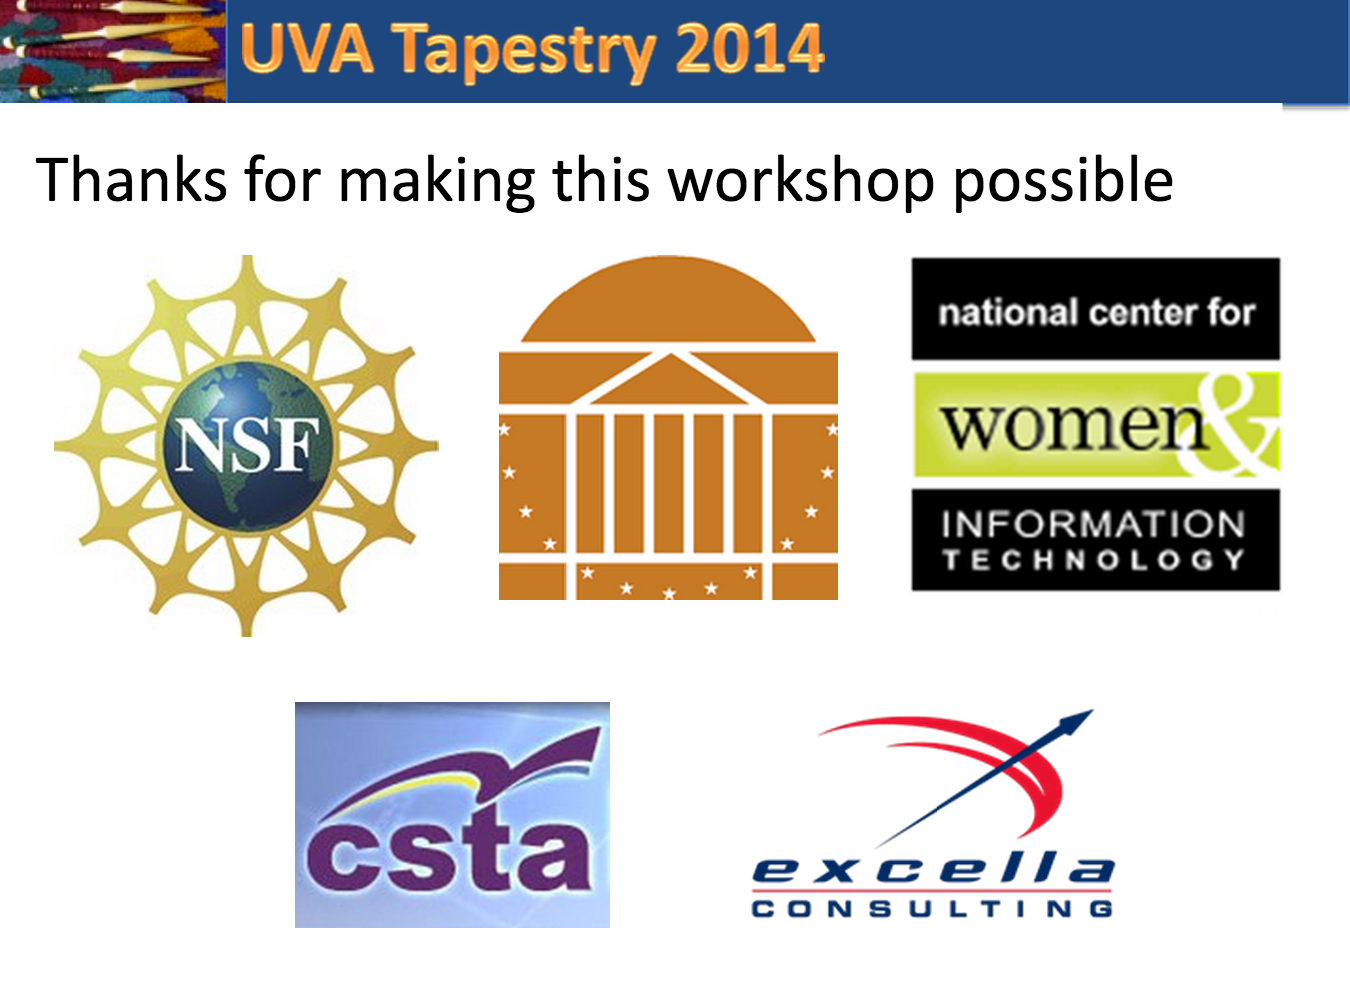 UVA Tapestry 2014
Thanks for making this workshop possible
NSF
national center for
women &
INFORMATION
TECHNOLOGY
csta
excella
CONSULTING